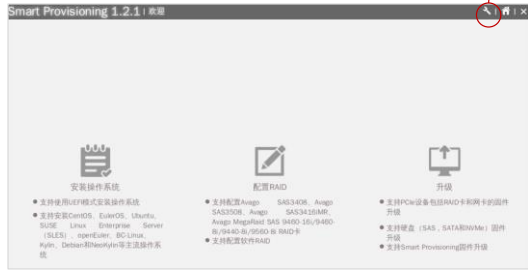 Smart Provisioning 1.2.1 | 欢迎
安装操作系统
● 支持使用UEFI模式安装操作系统
● 支持安装CentOS、EulerOS、Ubuntu、
SUSE Linux Enterprise Server
（SLES）、openEuler、BC-Linux、
Kylin、Debian和NeoKylin等主流操作系
统
配置RAID
● 支持配置Avago SAS3408、Avago
SAS3508、Avago SAS3416IMR、
Avago MegaRaid SAS 9460-16i/9460-
8i/9440-8i/9560-8i RAID卡
● 支持配置软件RAID
升级
● 支持PCIe设备包括RAID卡和网卡的固件
升级
● 支持硬盘（SAS，SATA和NVMe）固件
升级
● 支持Smart Provisioning固件升级